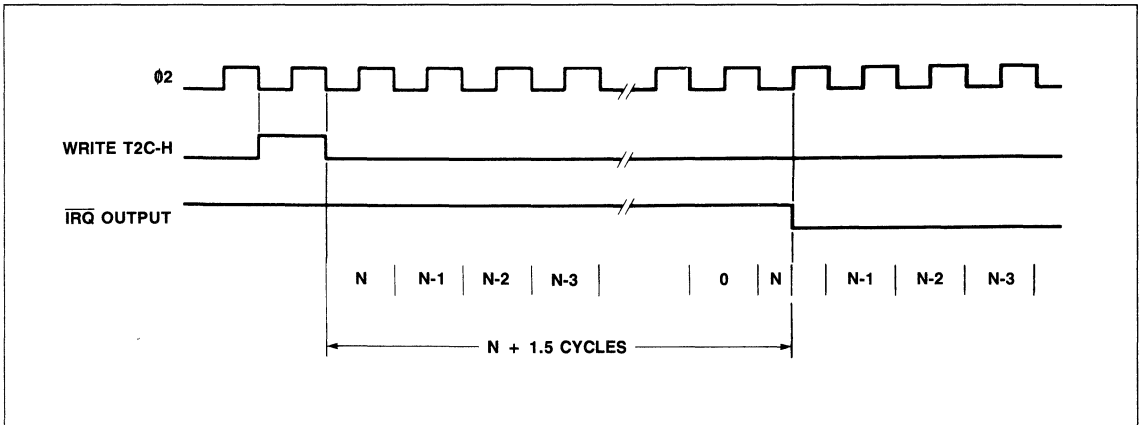 Φ2
WRITE T2C-H
IRQ OUTPUT
N | N-1 | N-2 | N-3 | | 0 | N | | N-1 | N-2 | N-3 |
N + 1.5 CYCLES